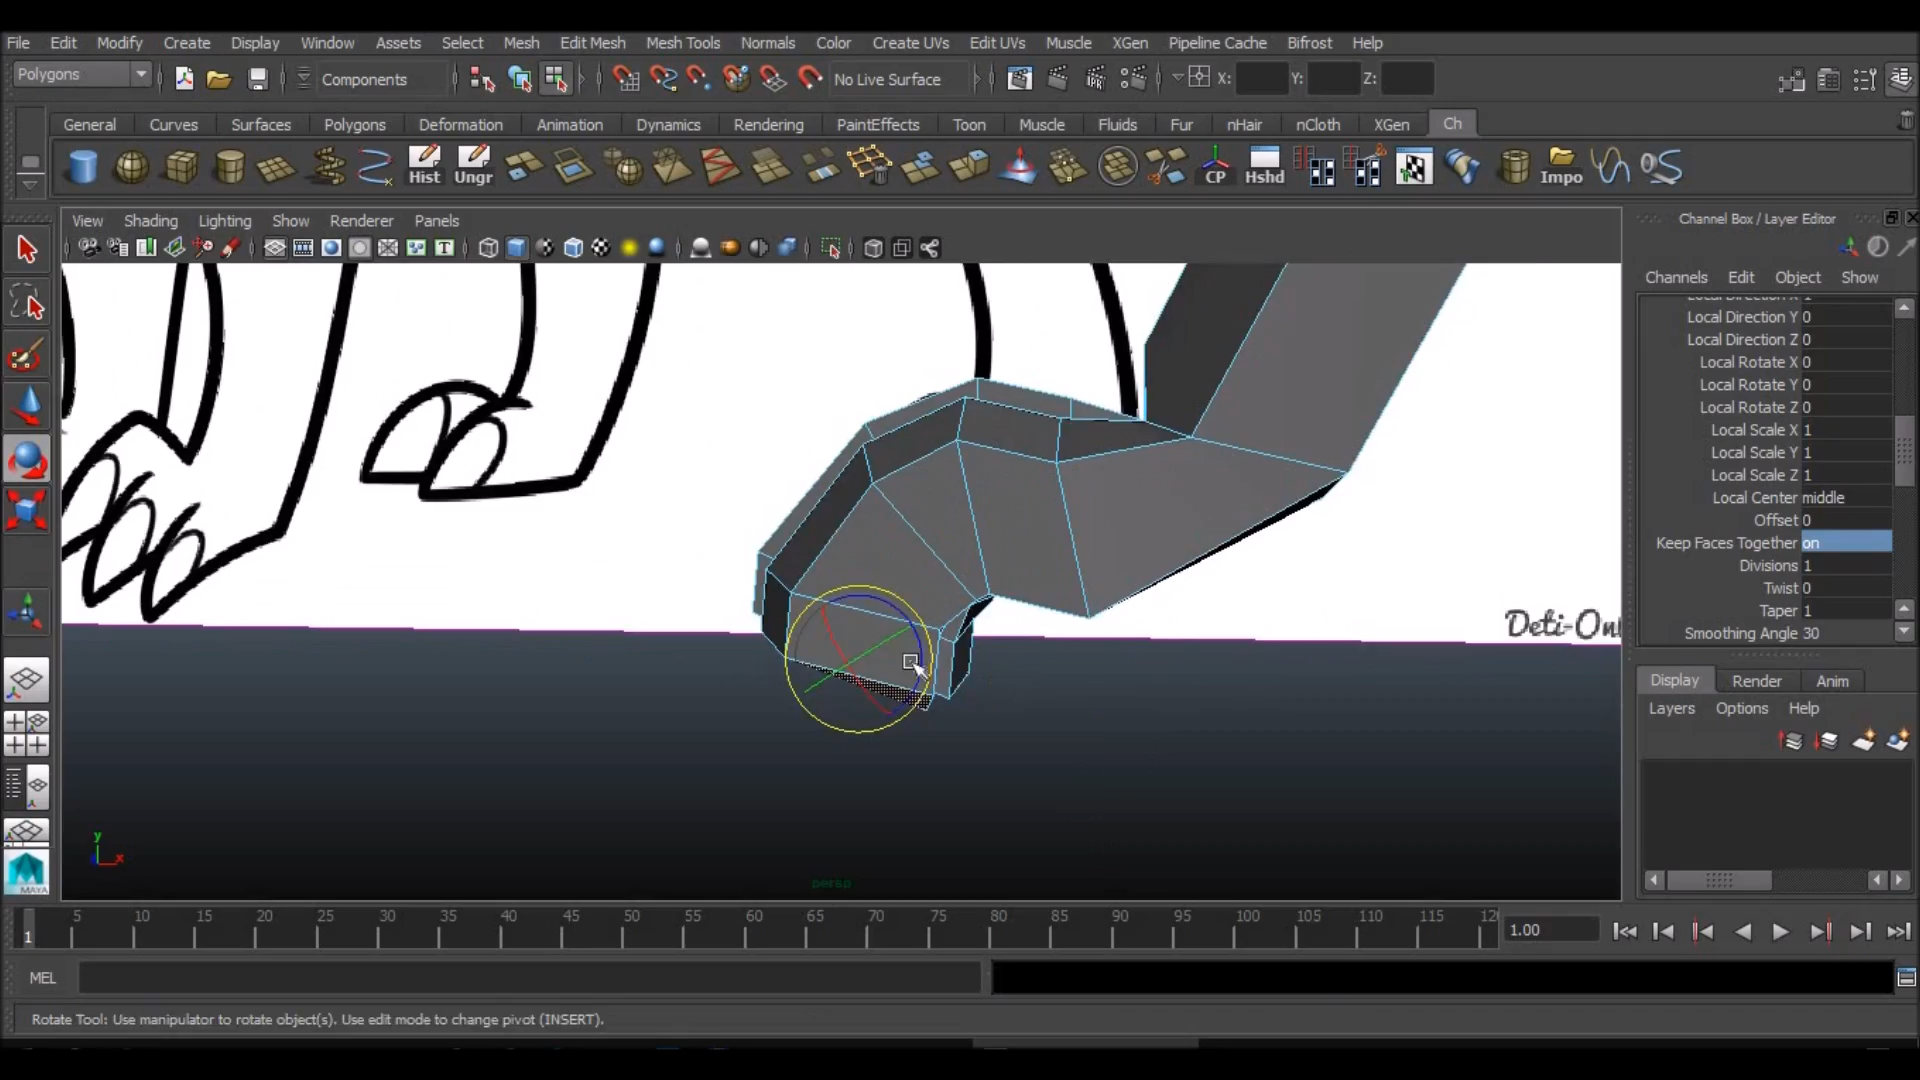 File Edit Modify Create Display Window Assets Select Mesh Edit Mesh Mesh Tools Normals Color Create UVs Edit UVs Muscle XGen Pipeline Cache Bifrost Help
Polygons Components No Live Surface X: Y: Z:
General Curves Surfaces Polygons Deformation Animation Dynamics Rendering PaintEffects Toon Muscle Fluids Fur nHair nCloth XGen Ch
Hist Ungr CP Hshd Impo
View Shading Lighting Show Renderer Panels
Channel Box / Layer Editor
T
Channels Edit Object Show
Local Direction X 1
Local Direction Y 0
Local Direction Z 0
Local Rotate X 0
Local Rotate Y 0
Local Rotate Z 0
Local Scale X 1
Local Scale Y 1
Local Scale Z 1
Local Center middle
Offset 0
Keep Faces Together on
Divisions 1
Twist 0
Taper 1
Smoothing Angle 30
Deti-On
Display Render Anim
Layers Options Help
y
x
persp
MAYA
5 10 15 20 25 30 35 40 45 50 55 60 65 70 75 80 85 90 95 100 105 110 115 12
1 1.00
MEL
Rotate Tool: Use manipulator to rotate object(s). Use edit mode to change pivot (INSERT).